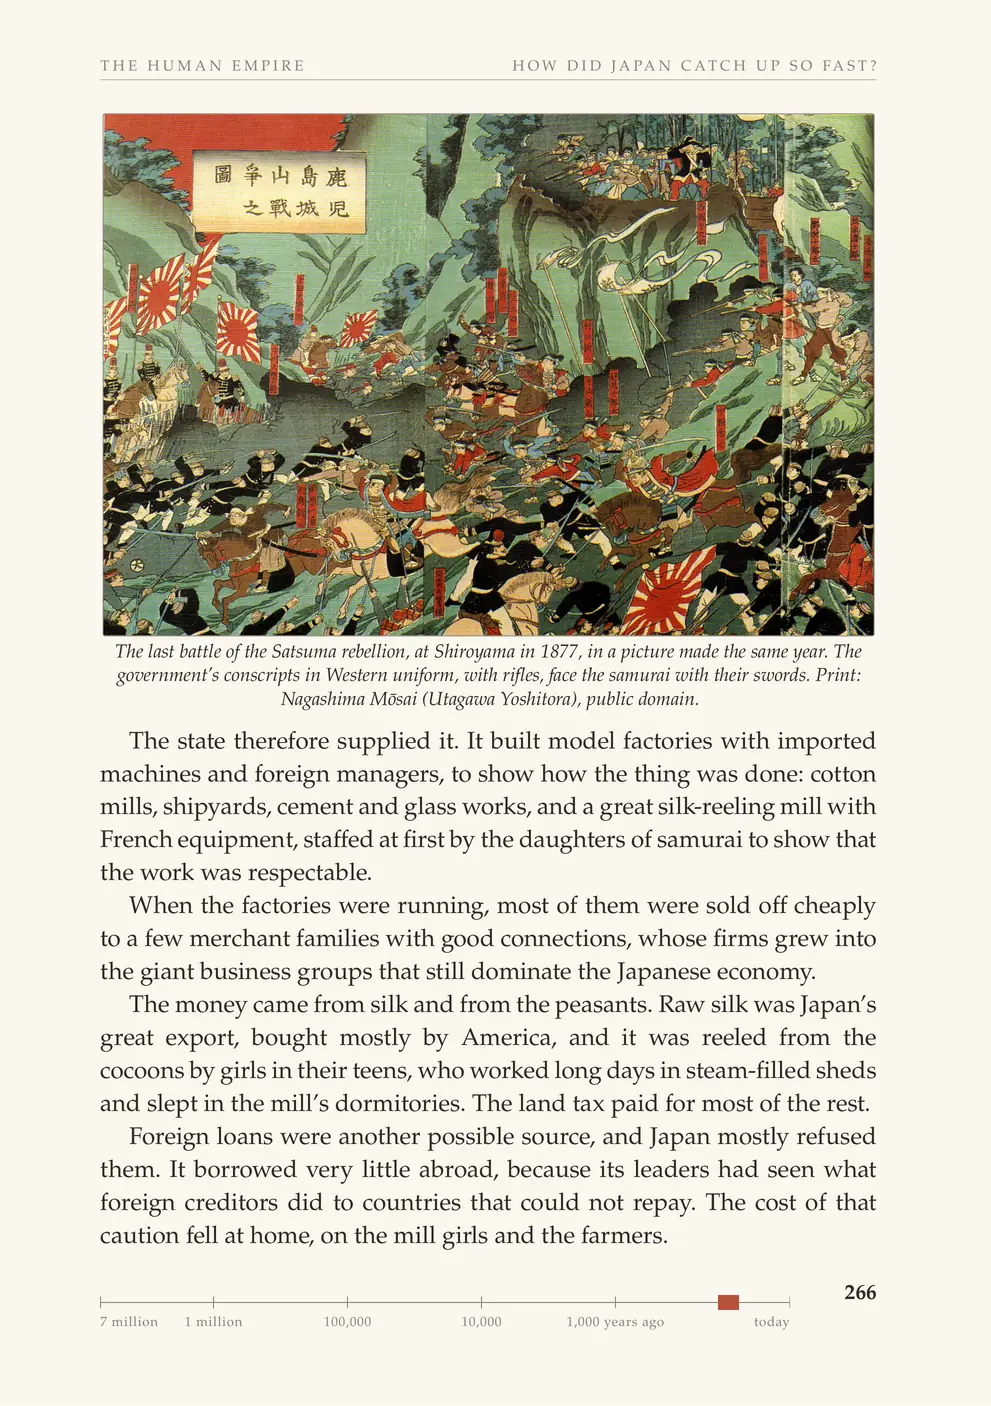 THE HUMAN EMPIRE
HOW DID JAPAN CATCH UP SO FAST?
鹿島山爭圖
児城戰之
The last battle of the Satsuma rebellion, at Shiroyama in 1877, in a picture made the same year. The
government’s conscripts in Western uniform, with rifles, face the samurai with their swords. Print:
Nagashima Mōsai (Utagawa Yoshitora), public domain.
The state therefore supplied it. It built model factories with imported
machines and foreign managers, to show how the thing was done: cotton
mills, shipyards, cement and glass works, and a great silk-reeling mill with
French equipment, staffed at first by the daughters of samurai to show that
the work was respectable.
When the factories were running, most of them were sold off cheaply
to a few merchant families with good connections, whose firms grew into
the giant business groups that still dominate the Japanese economy.
The money came from silk and from the peasants. Raw silk was Japan’s
great export, bought mostly by America, and it was reeled from the
cocoons by girls in their teens, who worked long days in steam-filled sheds
and slept in the mill’s dormitories. The land tax paid for most of the rest.
Foreign loans were another possible source, and Japan mostly refused
them. It borrowed very little abroad, because its leaders had seen what
foreign creditors did to countries that could not repay. The cost of that
caution fell at home, on the mill girls and the farmers.
266
7 million
1 million
100,000
10,000
1,000 years ago
today